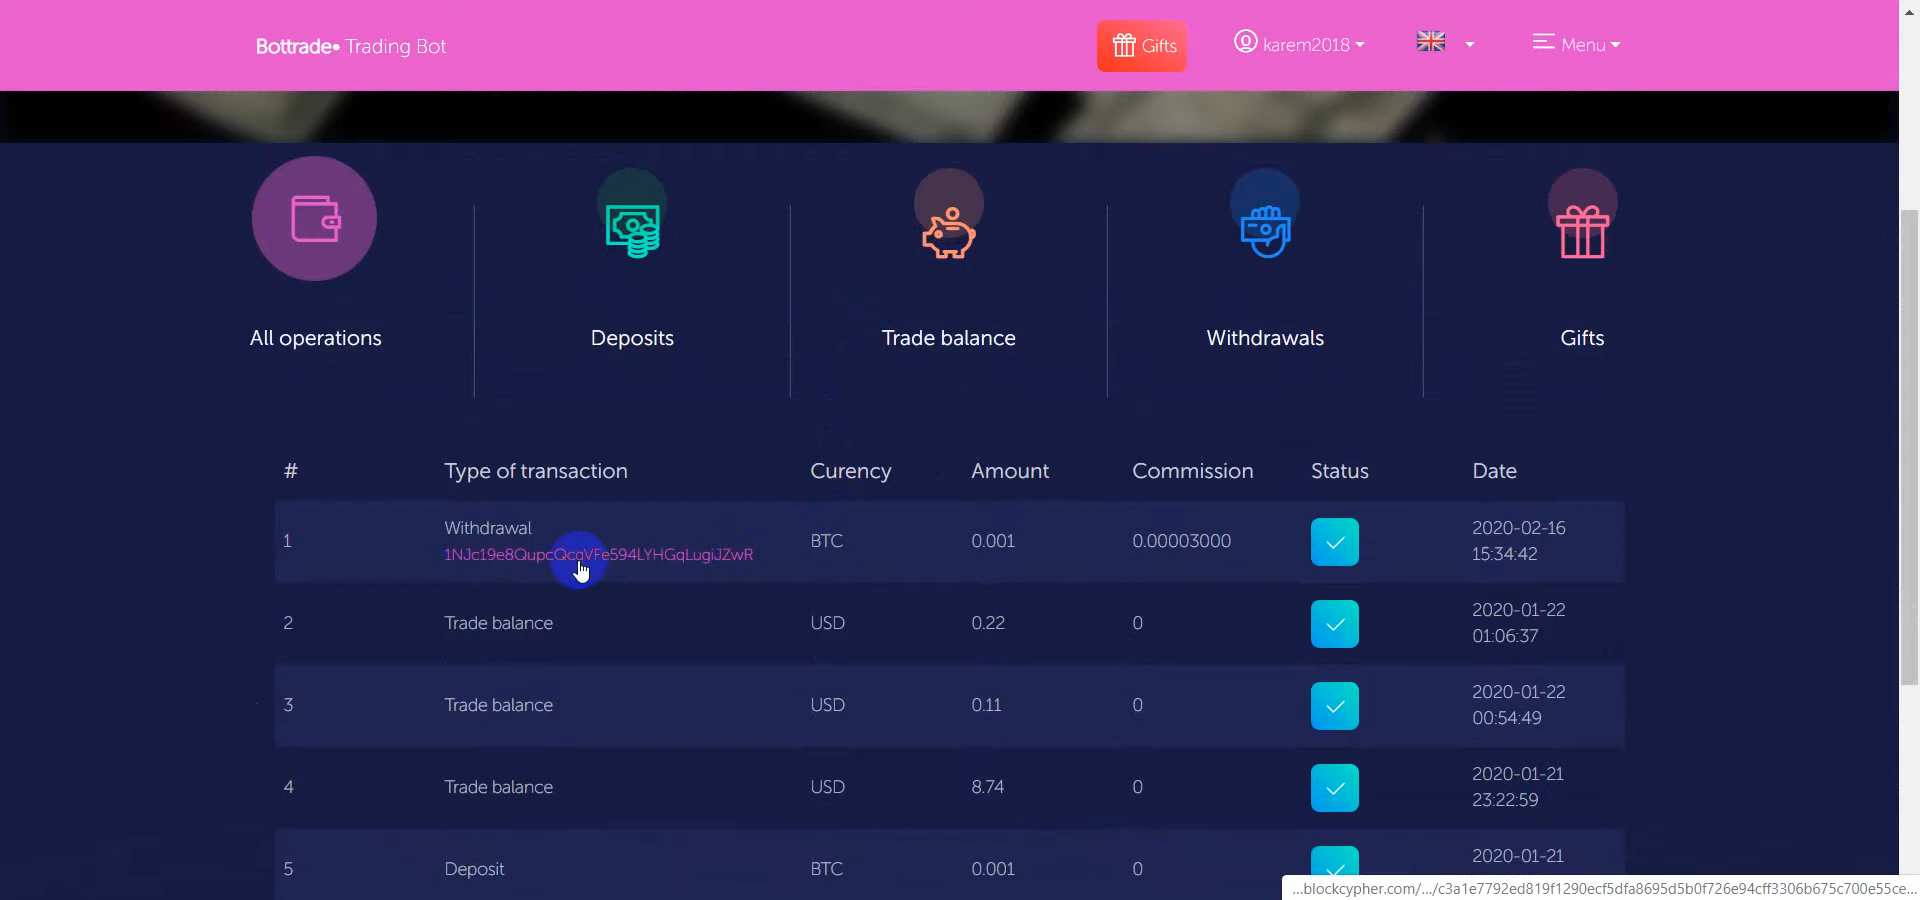 Bottrade• Trading Bot
Gifts
karem2018
Menu
All operations
Deposits
Trade balance
Withdrawals
Gifts
# Type of transaction Curency Amount Commission Status Date
1 Withdrawal 1NJc19e8QupcQcqVFe594LYHGqLugiJZwR BTC 0.001 0.00003000 2020-02-16 15:34:42
2 Trade balance USD 0.22 0 2020-01-22 01:06:37
3 Trade balance USD 0.11 0 2020-01-22 00:54:49
4 Trade balance USD 8.74 0 2020-01-21 23:22:59
5 Deposit BTC 0.001 0 2020-01-21
...blockcypher.com/.../c3a1e7792ed819f1290ecf5dfa8695d5b0f726e94cff3306b675c700e55ce...